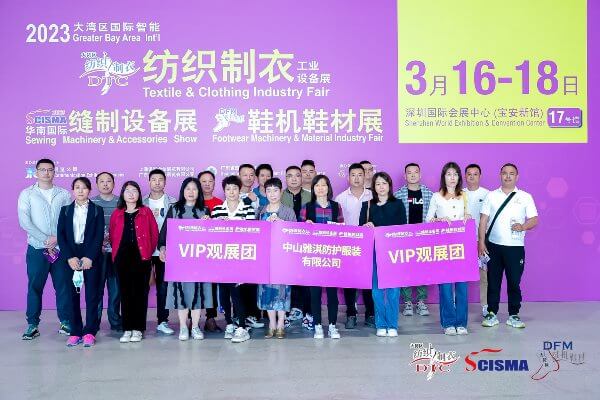 2023 大湾区国际智能
Greater Bay Area Int'l
纺织制衣 工业设备展
DTC
Textile & Clothing Industry Fair
3月16-18日
深圳国际会展中心 (宝安新馆) 17号馆
Shenzhen World Exhibition & Convention Center
SCISMA 华南国际 缝制设备展
Sewing Machinery & Accessories Show
DFM 鞋机鞋材展
Footwear Machinery & Material Industry Fair
VIP观展团
中山雅淇防护服装
有限公司
VIP观展团
纺织制衣 DTC
SCISMA
DFM